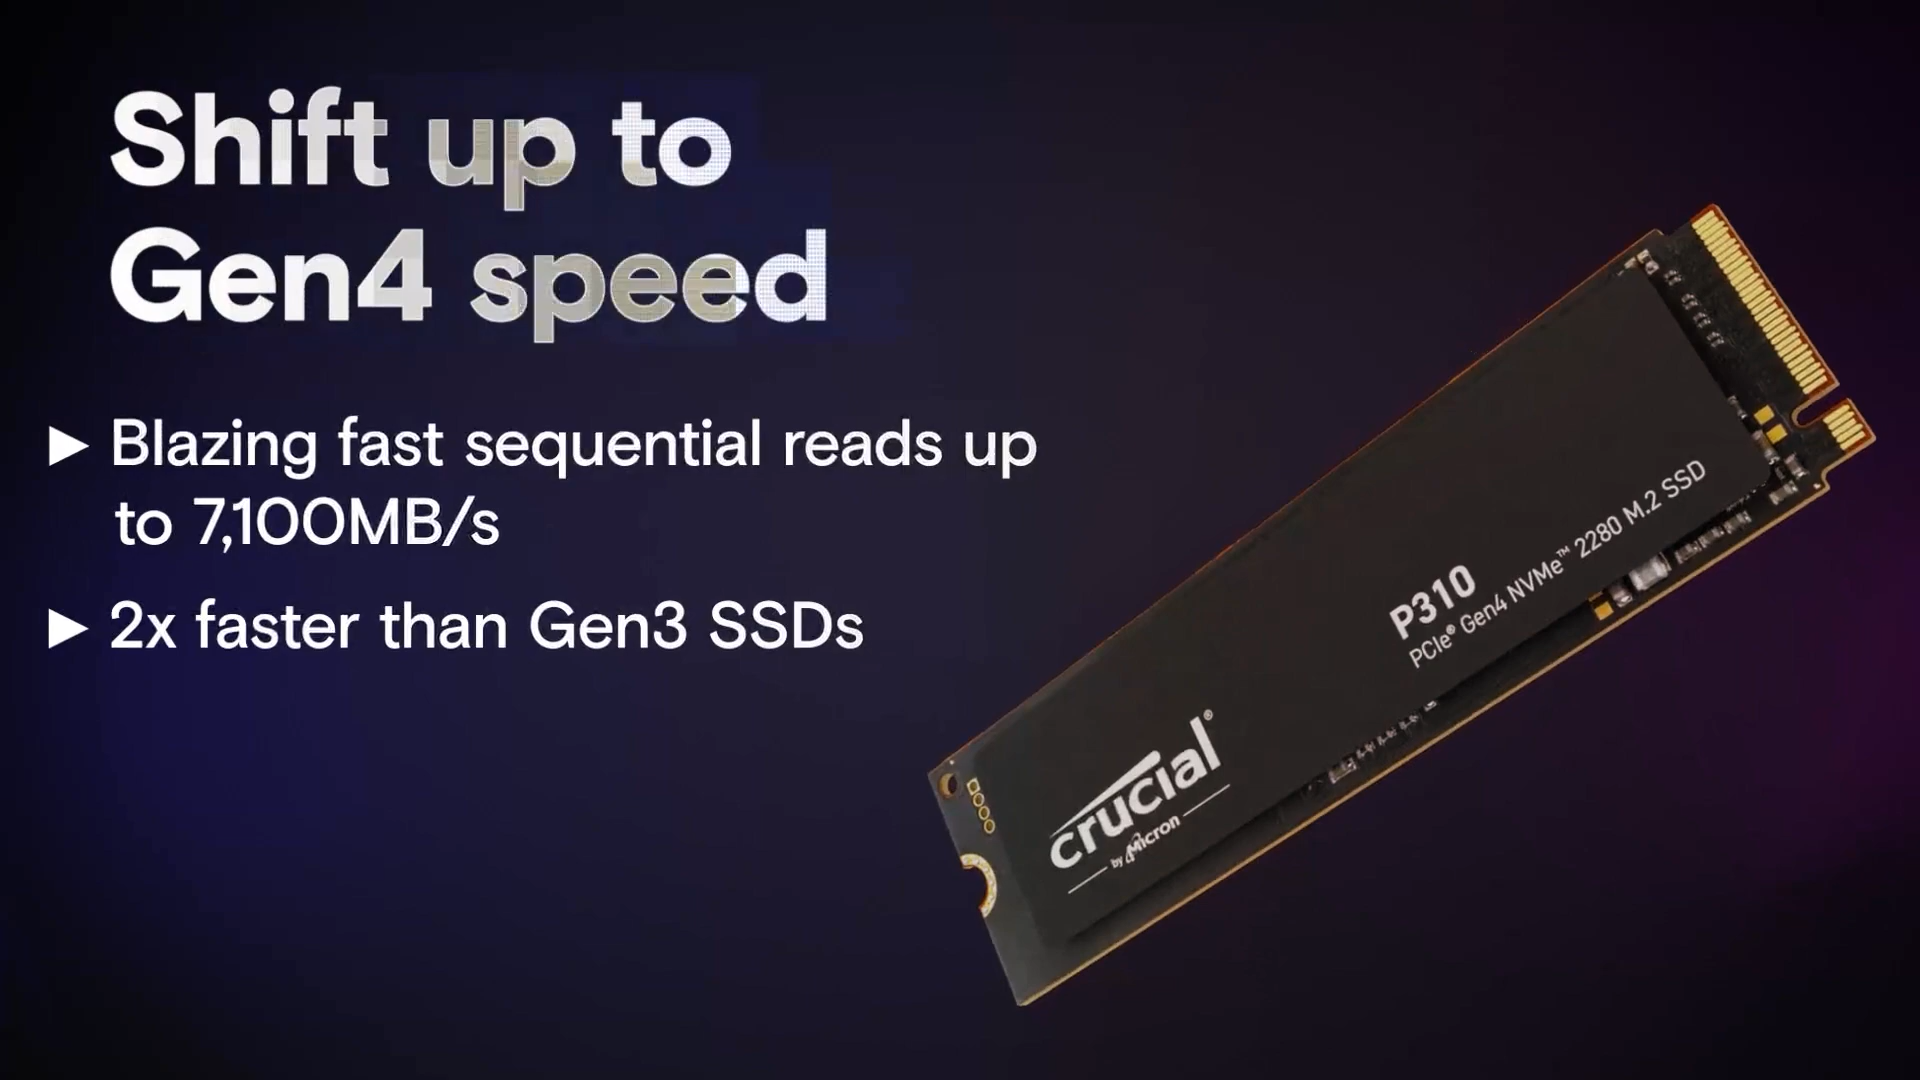 Shift up to
Gen4 speed
▶ Blazing fast sequential reads up
to 7,100MB/s
▶ 2x faster than Gen3 SSDs
P310
PCIe® Gen4 NVMe™ 2280 M.2 SSD
crucial®
by Micron